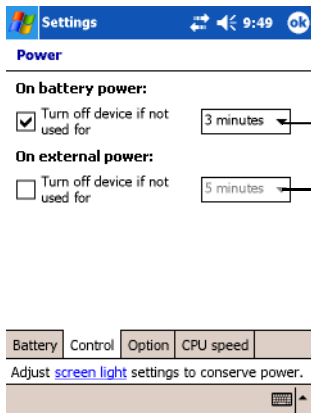 Settings 9:49 ok
Power
On battery power:
Turn off device if not
used for
3 minutes
On external power:
Turn off device if not
used for
5 minutes
Battery Control Option CPU speed
Adjust screen light settings to conserve power.